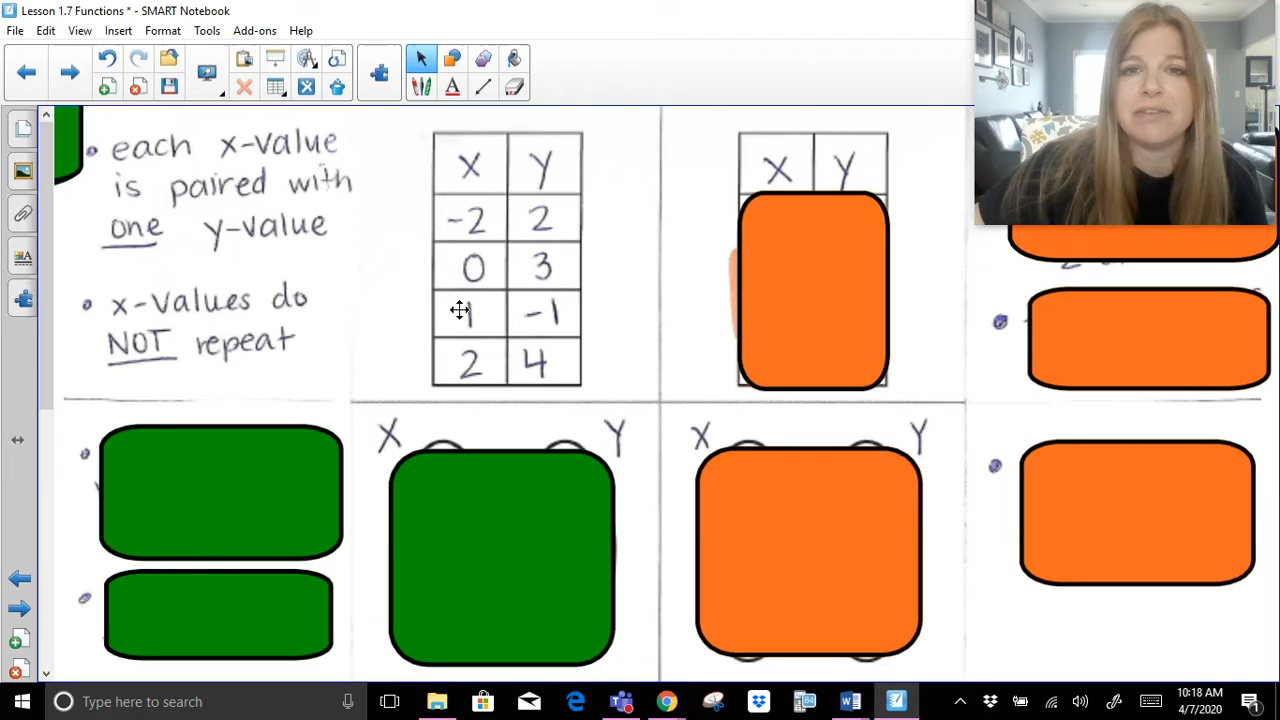 Lesson 1.7 Functions * - SMART Notebook
File Edit View Insert Format Tools Add-ons Help
• each x-value
is paired with
one y-value
• x-values do
NOT repeat
X Y
-2 2
0 3
1 -1
2 4
X Y
X Y
X Y
Type here to search
10:18 AM
4/7/2020